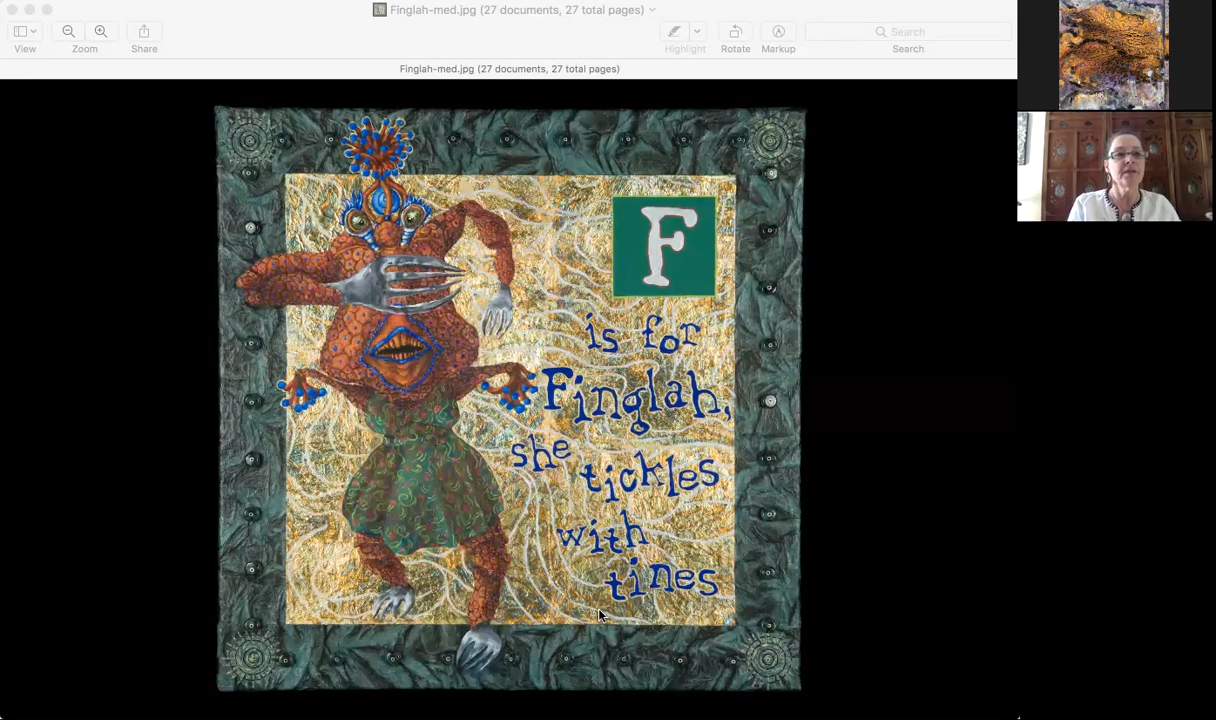 Finglah-med.jpg (27 documents, 27 total pages)
View Zoom Share Highlight Rotate Markup Search
Search
Finglah-med.jpg (27 documents, 27 total pages)
F
is for
Finglah,
she
tickles
with
tines